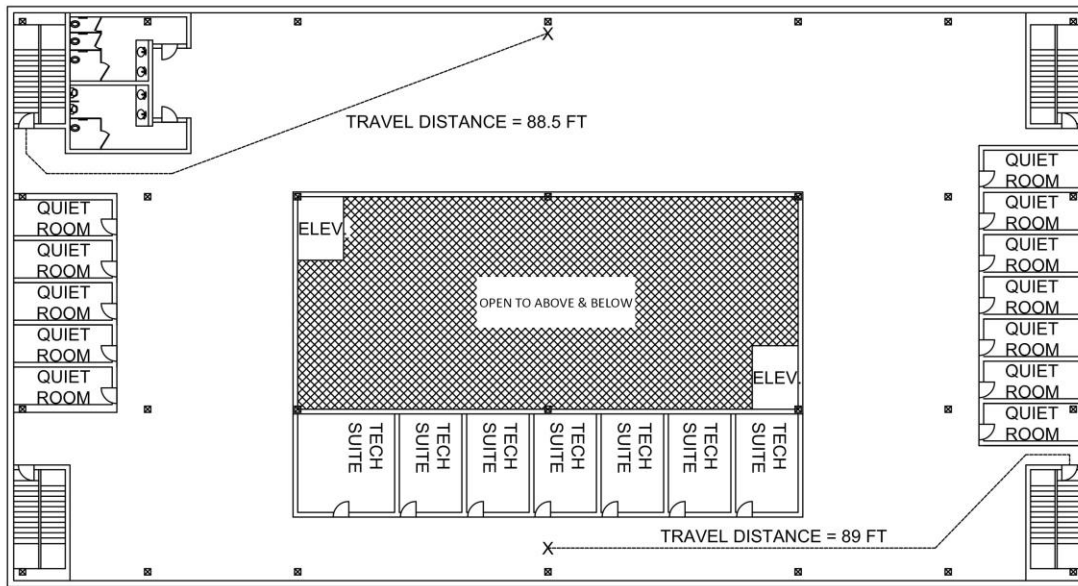 X
TRAVEL DISTANCE = 88.5 FT
QUIET
ROOM
QUIET
ROOM
QUIET
ROOM
QUIET
ROOM
QUIET
ROOM
ELEV.
OPEN TO ABOVE & BELOW
ELEV.
QUIET
ROOM
QUIET
ROOM
QUIET
ROOM
QUIET
ROOM
QUIET
ROOM
QUIET
ROOM
QUIET
ROOM
TECH
SUITE
TECH
SUITE
TECH
SUITE
TECH
SUITE
TECH
SUITE
TECH
SUITE
TECH
SUITE
TRAVEL DISTANCE = 89 FT
X